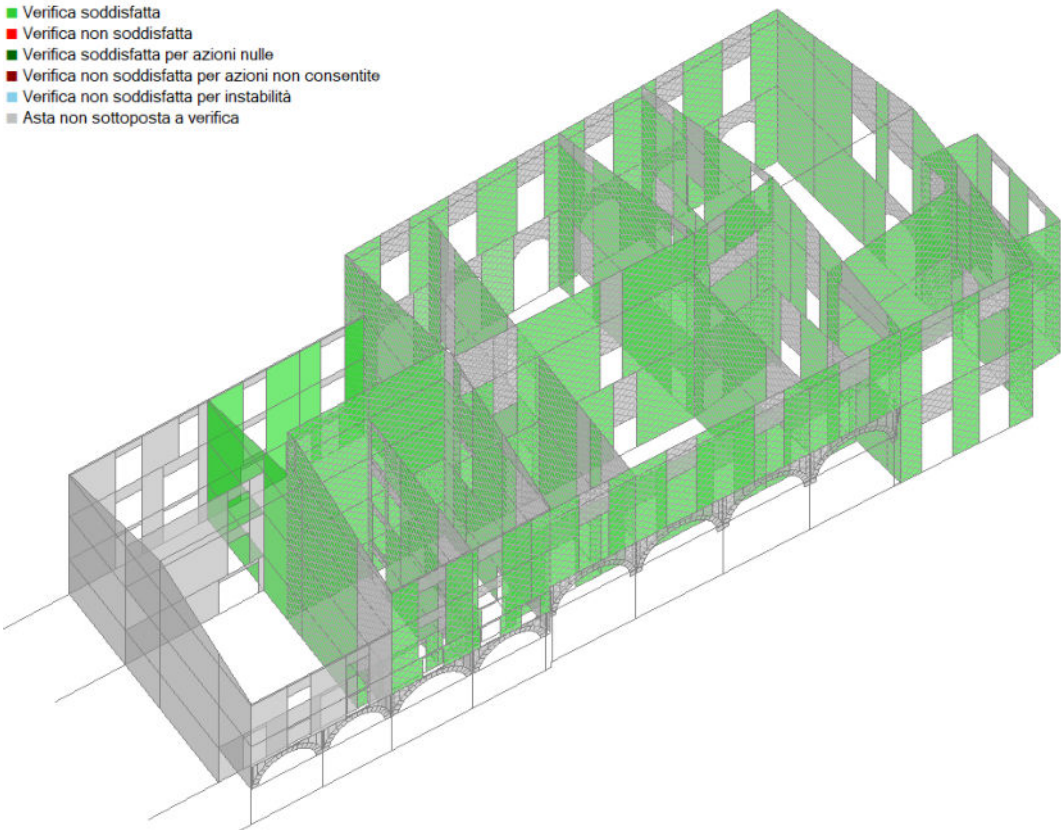 Verifica soddisfatta
Verifica non soddisfatta
Verifica soddisfatta per azioni nulle
Verifica non soddisfatta per azioni non consentite
Verifica non soddisfatta per instabilità
Asta non sottoposta a verifica